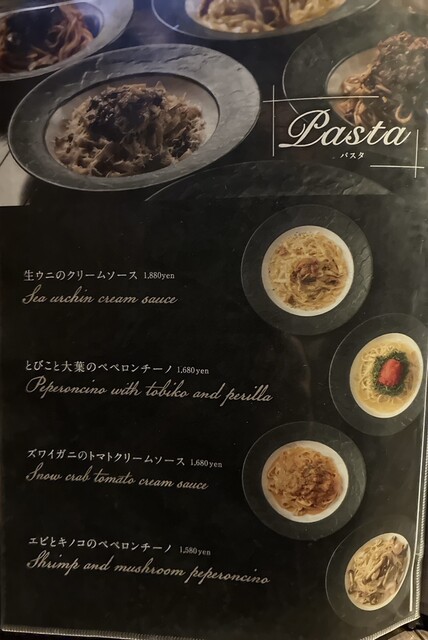 Pasta
パスタ
生ウニのクリームソース 1,880yen
Sea urchin cream sauce
とびこと大葉のペペロンチーノ 1,680yen
Peperoncino with tobiko and perilla
ズワイガニのトマトクリームソース 1,680yen
Snow crab tomato cream sauce
エビとキノコのペペロンチーノ 1,580yen
Shrimp and mushroom peperoncino